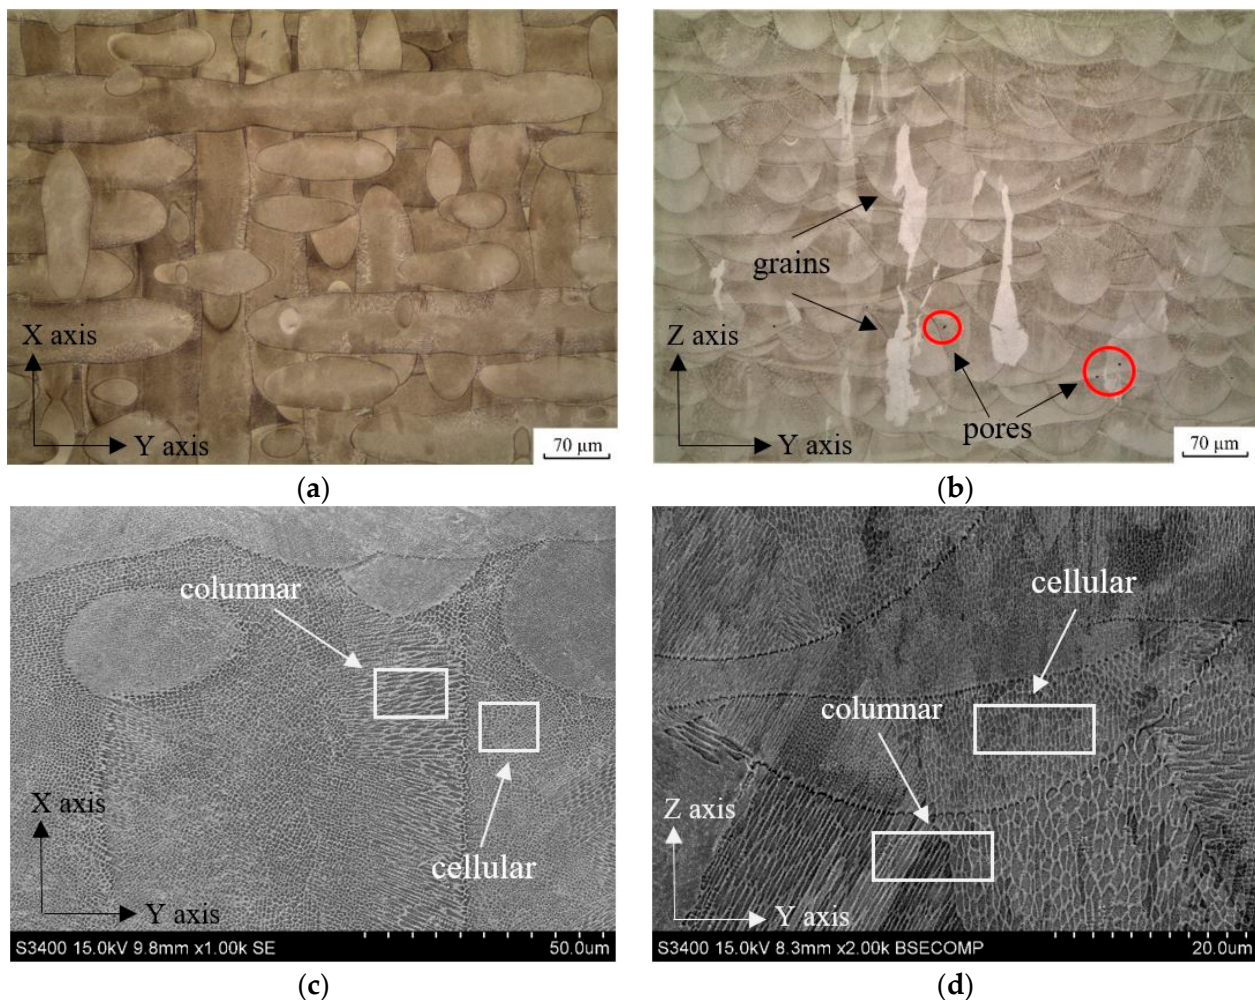 X axis
Y axis
70 μm
(a)
grains
Z axis
pores
Y axis
70 μm
(b)
columnar
X axis
cellular
Y axis
S3400 15.0kV 9.8mm x1.00k SE
50.0um
(c)
cellular
columnar
Z axis
Y axis
S3400 15.0kV 8.3mm x2.00k BSECOMP
20.0um
(d)